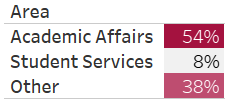 Area
Academic Affairs 54%
Student Services 8%
Other 38%